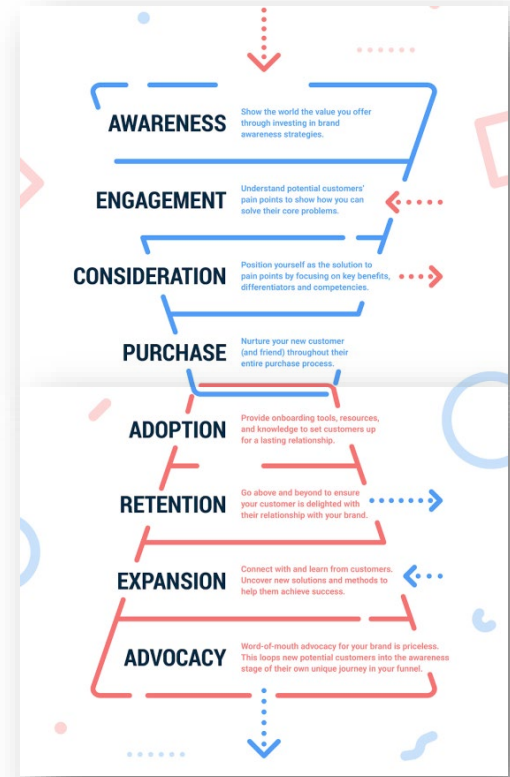 AWARENESS
Show the world the value you offer
through investing in brand
awareness strategies.
ENGAGEMENT
Understand potential customers'
pain points to show how you can
solve their core problems.
CONSIDERATION
Position yourself as the solution to
pain points by focusing on key benefits,
differentiators and competencies.
PURCHASE
Nurture your new customer
(and friend) throughout their
entire purchase process.
ADOPTION
Provide onboarding tools, resources,
and knowledge to set customers up
for a lasting relationship.
RETENTION
Go above and beyond to ensure
your customer is delighted with
their relationship with your brand.
EXPANSION
Connect with and learn from customers.
Uncover new solutions and methods to
help them achieve success.
ADVOCACY
Word-of-mouth advocacy for your brand is priceless.
This loops new potential customers into the awareness
stage of their own unique journey in your funnel.